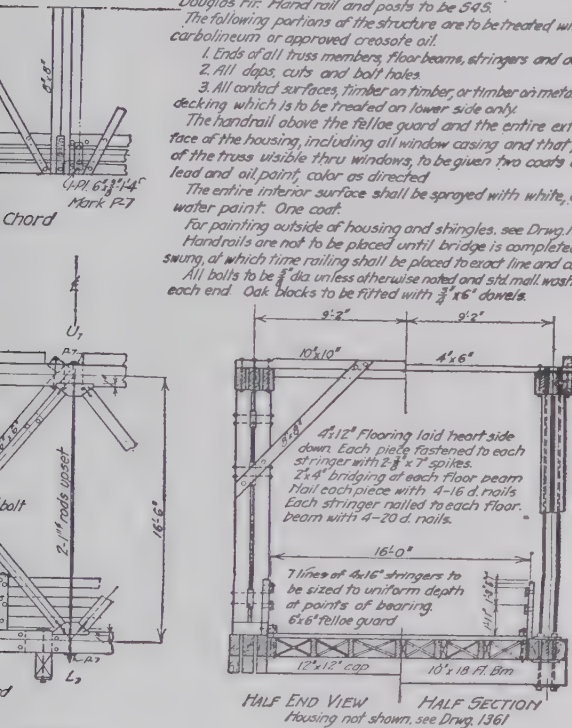 Douglas Fir. Hand rail and posts to be S4S.
The following portions of the structure are to be treated
carbolineum or approved creosote oil.
1. Ends of all truss members, floorbeams, stringers and
2. All daps, cuts and bolt holes.
3. All contact surfaces, timber on timber, or timber on metal
decking which is to be treated on lower side only.
The handrail above the felloe guard and the entire
face of the housing, including all window casing and that
of the truss visible thru windows, to be given two coats
lead and oil paint, color as directed
The entire interior surface shall be sprayed with white,
water paint. One coat.
For painting outside of housing and shingles. see Drwg.
Handrails are not to be placed until bridge is complete
swung, at which time railing shall be placed to exact line and
All bolts to be dia unless otherwise noted and std. mall. wash
each end. Oak blocks to be fitted with 3/4"x6" dowels.
8"x8"
Mark P-7
Chord
U7
P.7
2-1" rods upset
16'-6"
bolt
L3
9'-2"
9'-2"
10"x10"
4"x6"
8"x8"
4"x12" Flooring laid heart side
down. Each piece fastened to each
stringer with 2-3/8"x7" spikes.
2"x4" bridging at each floor beam
Nail each piece with 4-16 d. nails
Each stringer nailed to each floor.
beam with 4-20 d. nails.
16'-0"
7 lines of 4x16" stringers to
be sized to uniform depth
at points of bearing.
6"x6" felloe guard
12"x12" cap
10"x18 Fl. Bm
HALF END VIEW
HALF SECTION
Housing not shown, see Drwg. 1361